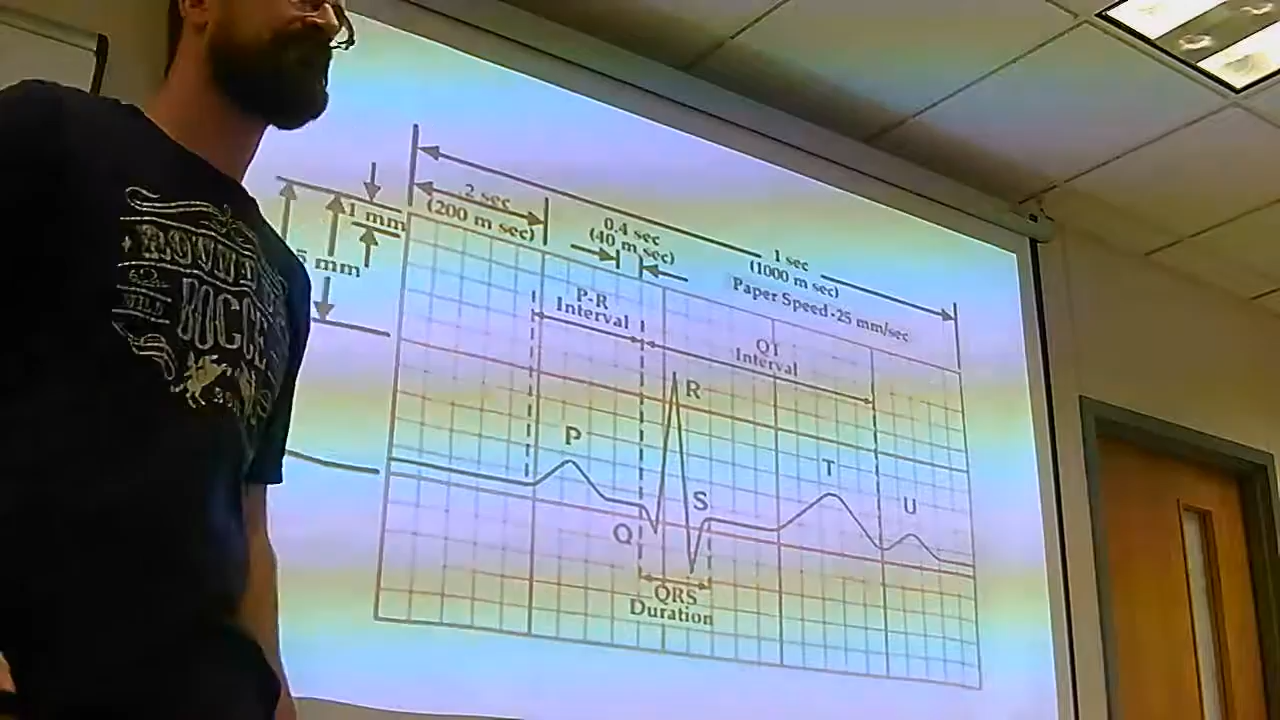 .2 sec
(200 m sec)
0.4 sec
(40 m sec)
1 sec
(1000 m sec)
Paper Speed-25 mm/sec
1 mm
5 mm
P-R
Interval
QT
Interval
R
P
T
S
U
Q
QRS
Duration